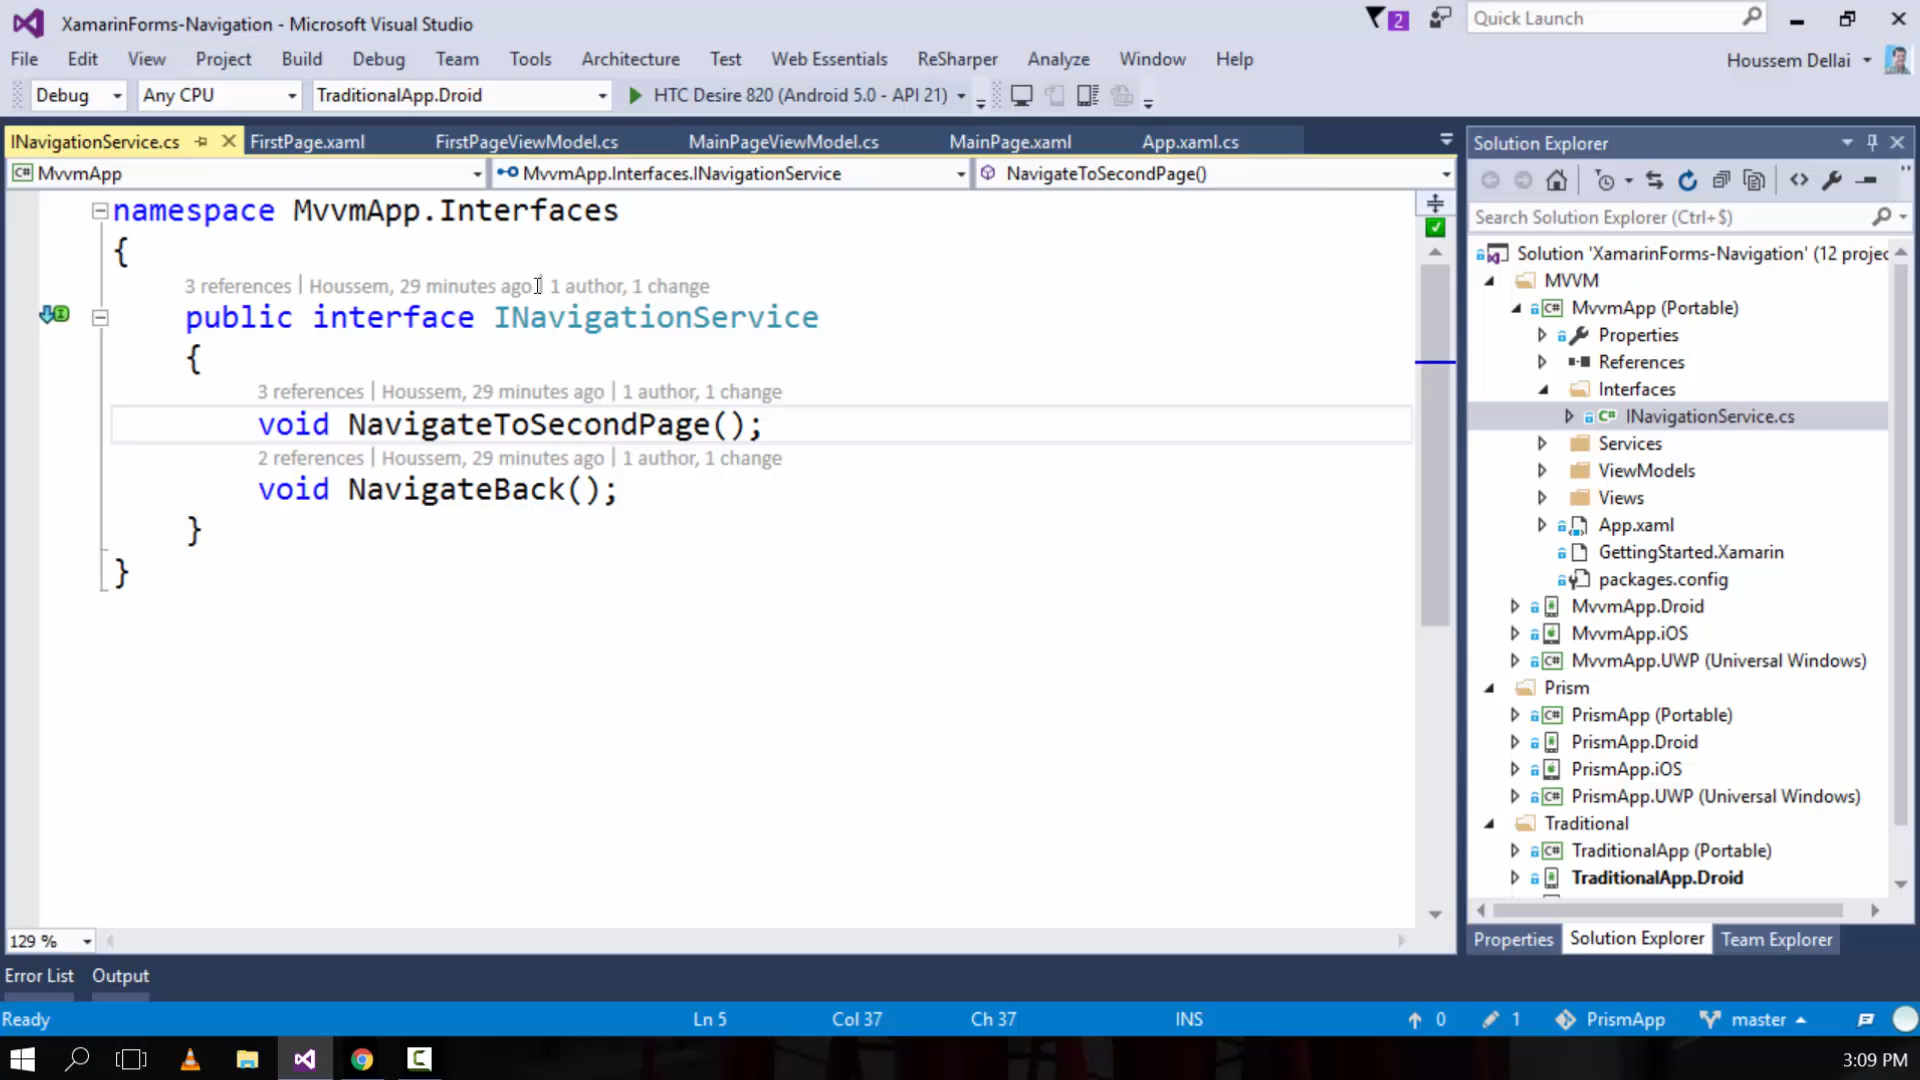 XamarinForms-Navigation - Microsoft Visual Studio
2
Quick Launch
File Edit View Project Build Debug Team Tools Architecture Test Web Essentials ReSharper Analyze Window Help
Houssem Dellai
Debug Any CPU TraditionalApp.Droid HTC Desire 820 (Android 5.0 - API 21)
INavigationService.cs FirstPage.xaml FirstPageViewModel.cs MainPageViewModel.cs MainPage.xaml App.xaml.cs
MvvmApp MvvmApp.Interfaces.INavigationService NavigateToSecondPage()
namespace MvvmApp.Interfaces
{
3 references | Houssem, 29 minutes ago | 1 author, 1 change
public interface INavigationService
{
3 references | Houssem, 29 minutes ago | 1 author, 1 change
void NavigateToSecondPage();
2 references | Houssem, 29 minutes ago | 1 author, 1 change
void NavigateBack();
}
}
129 %
Solution Explorer
Search Solution Explorer (Ctrl+$)
Solution 'XamarinForms-Navigation' (12 projec
MVVM
MvvmApp (Portable)
Properties
References
Interfaces
INavigationService.cs
Services
ViewModels
Views
App.xaml
GettingStarted.Xamarin
packages.config
MvvmApp.Droid
MvvmApp.iOS
MvvmApp.UWP (Universal Windows)
Prism
PrismApp (Portable)
PrismApp.Droid
PrismApp.iOS
PrismApp.UWP (Universal Windows)
Traditional
TraditionalApp (Portable)
TraditionalApp.Droid
Properties Solution Explorer Team Explorer
Error List Output
Ready Ln 5 Col 37 Ch 37 INS 0 1 PrismApp master
3:09 PM